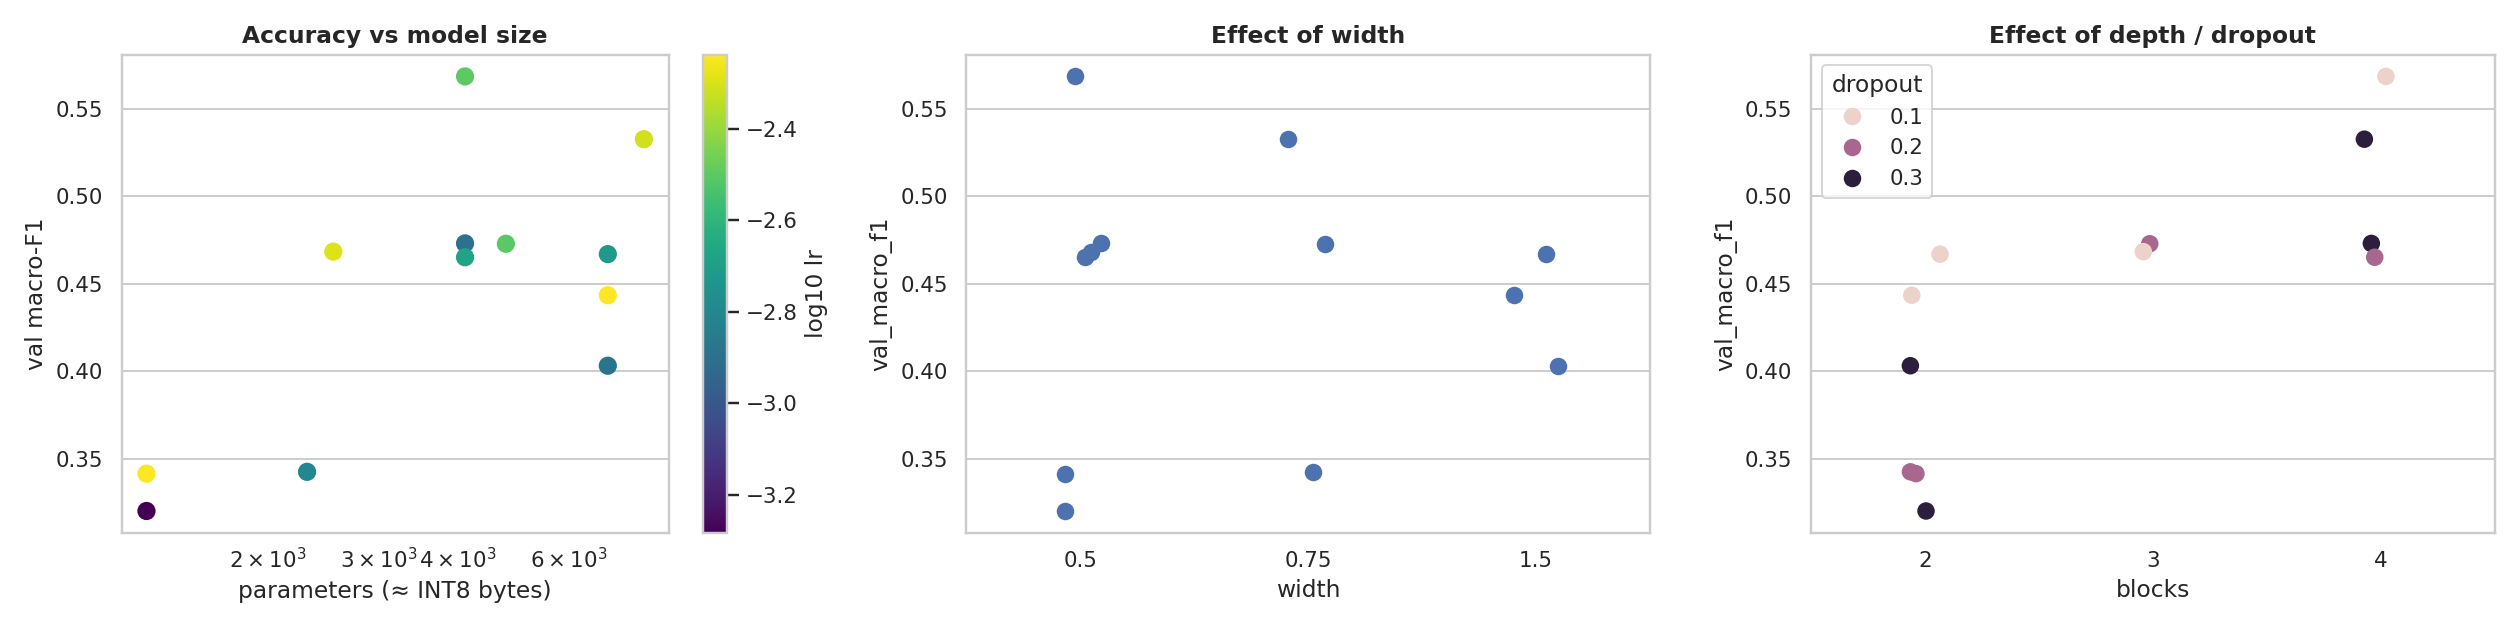 Accuracy vs model size
val macro-F1
0.55
0.50
0.45
0.40
0.35
2 × 10³
3 × 10³
4 × 10³
6 × 10³
parameters (≈ INT8 bytes)
−2.4
−2.6
−2.8
−3.0
−3.2
log10 lr
Effect of width
val_macro_f1
0.55
0.50
0.45
0.40
0.35
0.5
0.75
1.5
width
Effect of depth / dropout
val_macro_f1
0.55
0.50
0.45
0.40
0.35
dropout
0.1
0.2
0.3
2
3
4
blocks